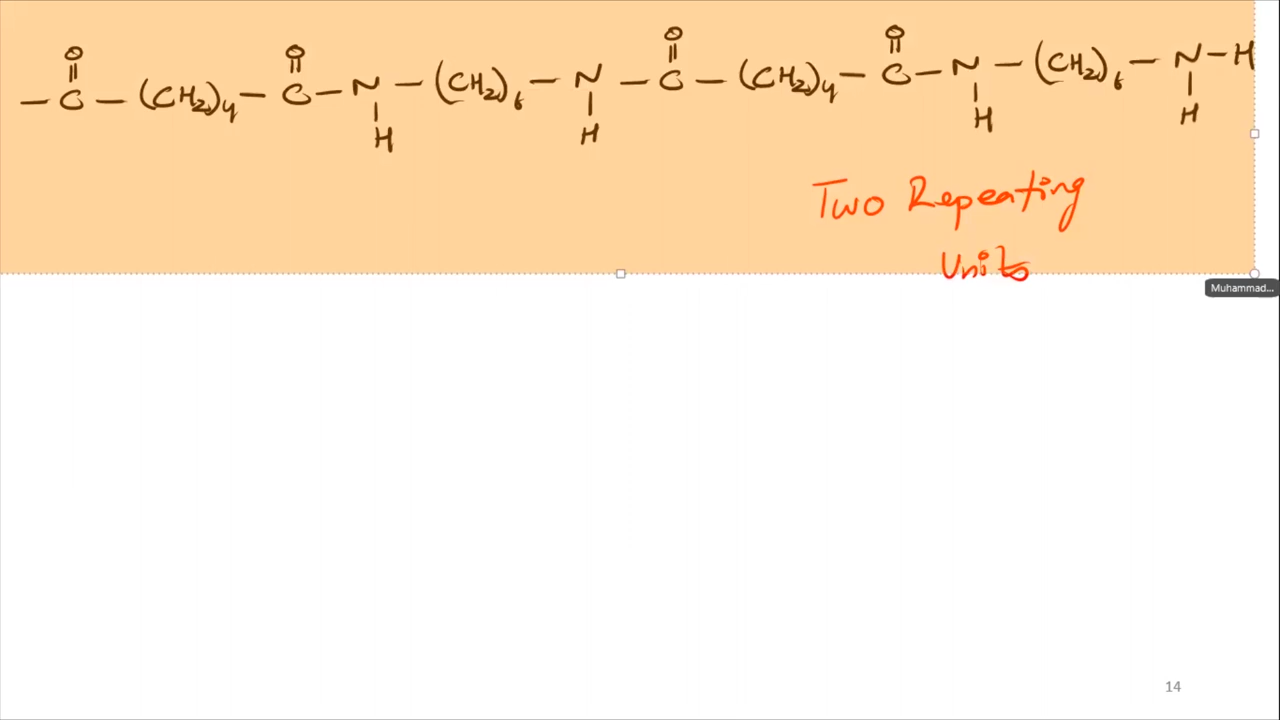 O O O O
‖ ‖ ‖ ‖
— C — (CH₂)₄ — C — N — (CH₂)₆ — N — C — (CH₂)₄ — C — N — (CH₂)₆ — N — H
| | | |
H H H H
Two Repeating
Units
Muhammad...
14